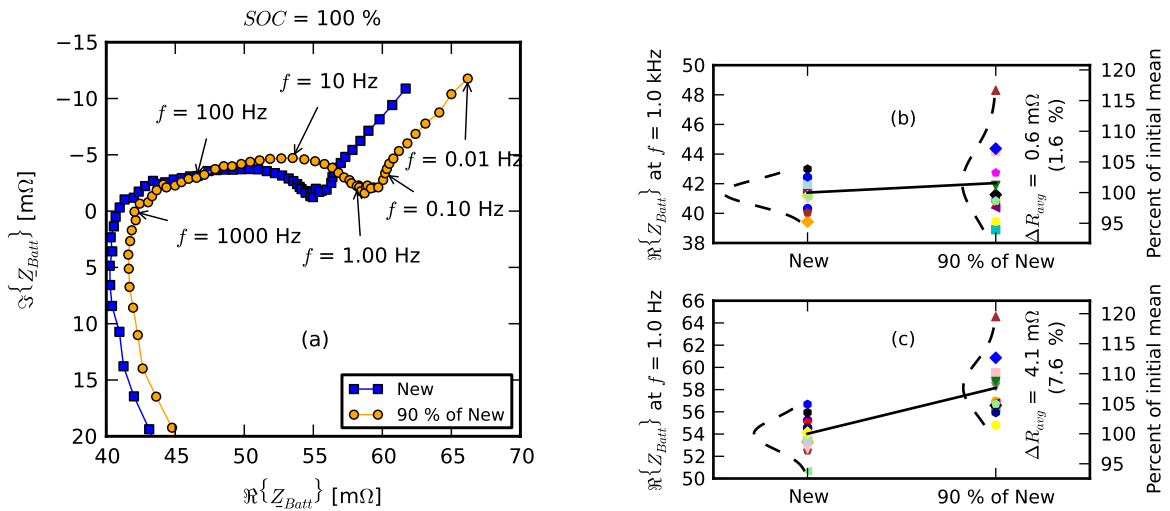 SOC = 100 %
−15
−10
−5
0
5
10
15
20
40 45 50 55 60 65 70
ℑ{Z_Batt} [mΩ]
ℜ{Z_Batt} [mΩ]
f = 10 Hz
f = 100 Hz
f = 0.01 Hz
f = 0.10 Hz
f = 1000 Hz
f = 1.00 Hz
(a)
New
90 % of New
ℜ{Z_Batt} at f = 1.0 kHz
50
48
46
44
42
40
38
New 90 % of New
(b)
ΔR_avg = 0.6 mΩ
(1.6 %)
120
115
110
105
100
95
Percent of initial mean
ℜ{Z_Batt} at f = 1.0 Hz
66
64
62
60
58
56
54
52
50
New 90 % of New
(c)
ΔR_avg = 4.1 mΩ
(7.6 %)
120
115
110
105
100
95
Percent of initial mean